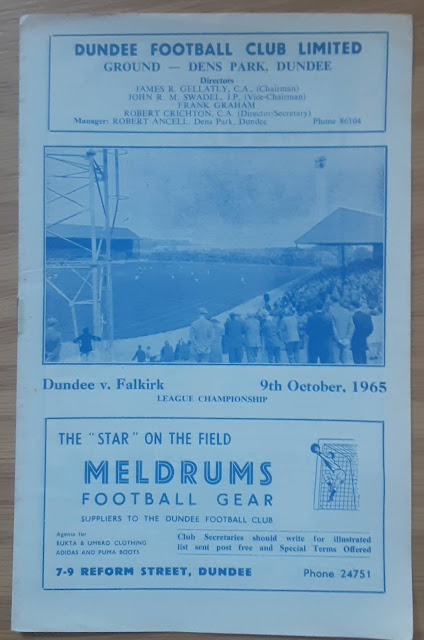 DUNDEE FOOTBALL CLUB LIMITED
GROUND — DENS PARK, DUNDEE
Directors
JAMES R. GELLATLY, C.A., (Chairman)
JOHN R. M. SWADEL, J.P. (Vice-Chairman)
FRANK GRAHAM
ROBERT CRICHTON, C.A. (Director/Secretary)
Manager: ROBERT ANCELL, Dens Park, Dundee Phone 86104
Dundee v. Falkirk 9th October, 1965
LEAGUE CHAMPIONSHIP
THE "STAR" ON THE FIELD
MELDRUMS
FOOTBALL GEAR
SUPPLIERS TO THE DUNDEE FOOTBALL CLUB
Agents for
BUKTA & UMBRO CLOTHING
ADIDAS AND PUMA BOOTS
Club Secretaries should write for illustrated
list sent post free and Special Terms Offered
7-9 REFORM STREET, DUNDEE Phone 24751